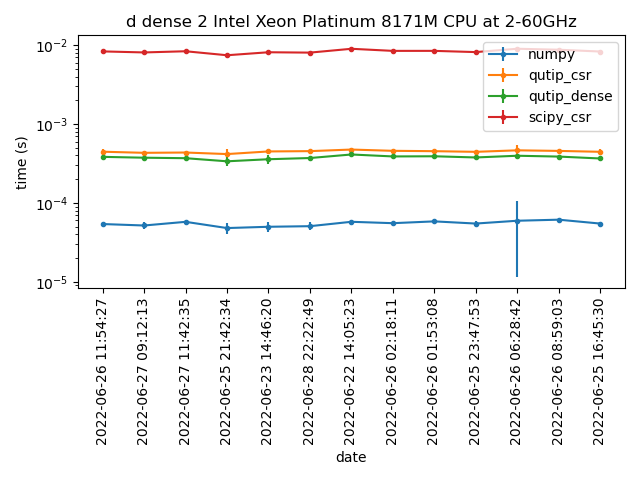 d dense 2 Intel Xeon Platinum 8171M CPU at 2-60GHz
numpy
qutip_csr
qutip_dense
scipy_csr
time (s)
10^-2
10^-3
10^-4
10^-5
2022-06-26 11:54:27
2022-06-27 09:12:13
2022-06-27 11:42:35
2022-06-25 21:42:34
2022-06-23 14:46:20
2022-06-28 22:22:49
2022-06-22 14:05:23
2022-06-26 02:18:11
2022-06-26 01:53:08
2022-06-25 23:47:53
2022-06-26 06:28:42
2022-06-26 08:59:03
2022-06-25 16:45:30
date